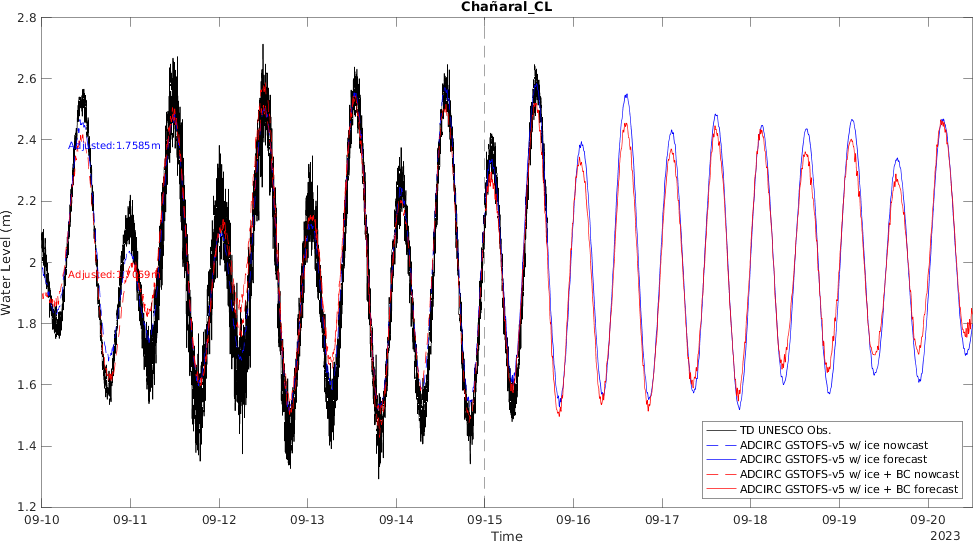 Chañaral_CL
2.8
2.6
2.4
2.2
2
1.8
1.6
1.4
1.2
Water Level (m)
Adjusted:1.7585m
09-10
09-11
09-12
09-13
09-14
09-15
09-16
09-17
09-18
09-19
09-20
Time
2023
TD UNESCO Obs.
ADCIRC GSTOFS-v5 w/ ice nowcast
ADCIRC GSTOFS-v5 w/ ice forecast
ADCIRC GSTOFS-v5 w/ ice + BC nowcast
ADCIRC GSTOFS-v5 w/ ice + BC forecast